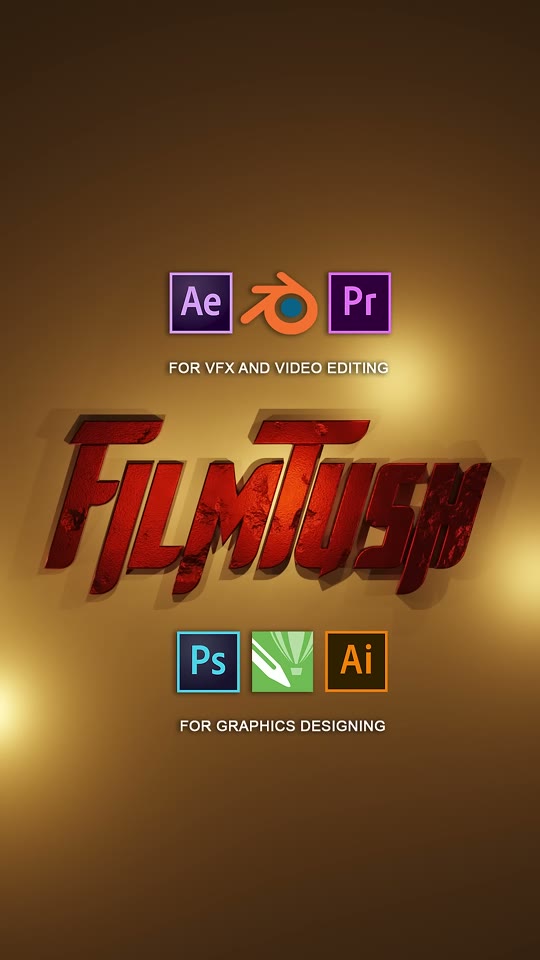 Ae Pr
FOR VFX AND VIDEO EDITING
FILMTUSH
Ps Ai
FOR GRAPHICS DESIGNING